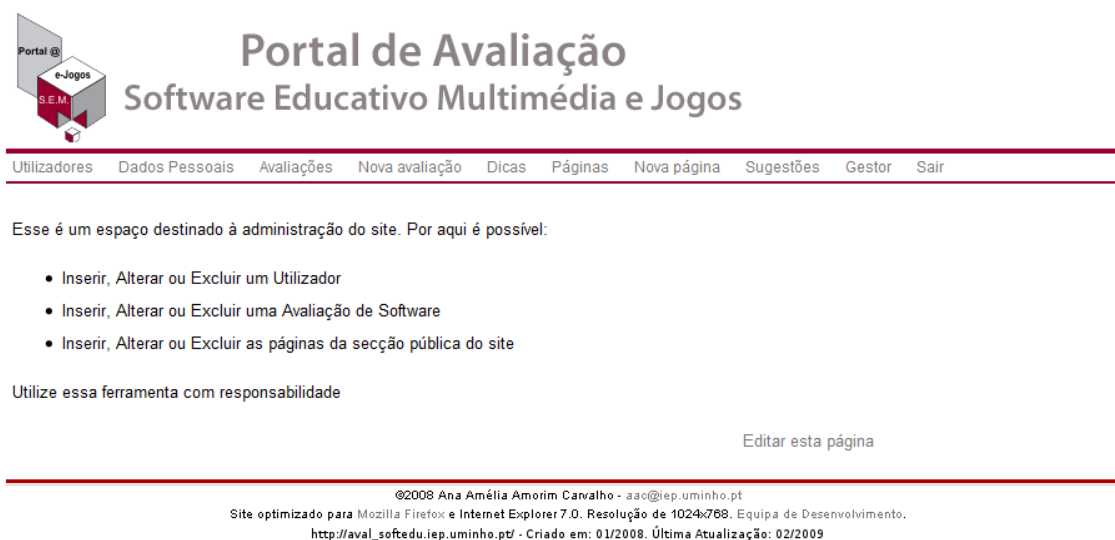 Portal @
e-Jogos
S.E.M.
Portal de Avaliação
Software Educativo Multimédia e Jogos
Utilizadores Dados Pessoais Avaliações Nova avaliação Dicas Páginas Nova página Sugestões Gestor Sair
Esse é um espaço destinado à administração do site. Por aqui é possível:
• Inserir, Alterar ou Excluir um Utilizador
• Inserir, Alterar ou Excluir uma Avaliação de Software
• Inserir, Alterar ou Excluir as páginas da secção pública do site
Utilize essa ferramenta com responsabilidade
Editar esta página
©2008 Ana Amélia Amorim Carvalho - aac@iep.uminho.pt
Site optimizado para Mozilla Firefox e Internet Explorer 7.0. Resolução de 1024x768. Equipa de Desenvolvimento.
http://aval_softedu.iep.uminho.pt/ - Criado em: 01/2008. Última Atualização: 02/2009